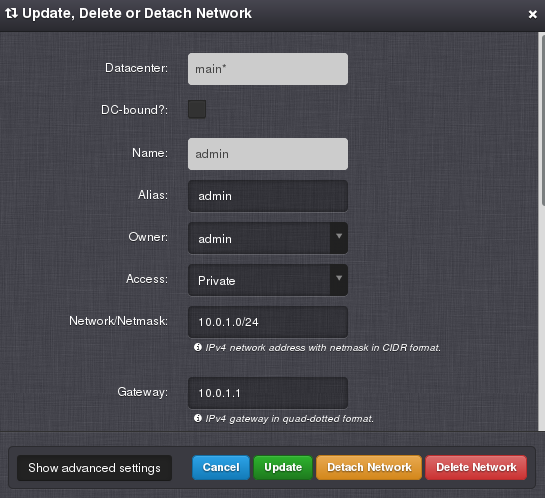 Update, Delete or Detach Network ×
Datacenter: main*
DC-bound?:
Name: admin
Alias: admin
Owner: admin
Access: Private
Network/Netmask: 10.0.1.0/24
IPv4 network address with netmask in CIDR format.
Gateway: 10.0.1.1
IPv4 gateway in quad-dotted format.
Show advanced settings Cancel Update Detach Network Delete Network